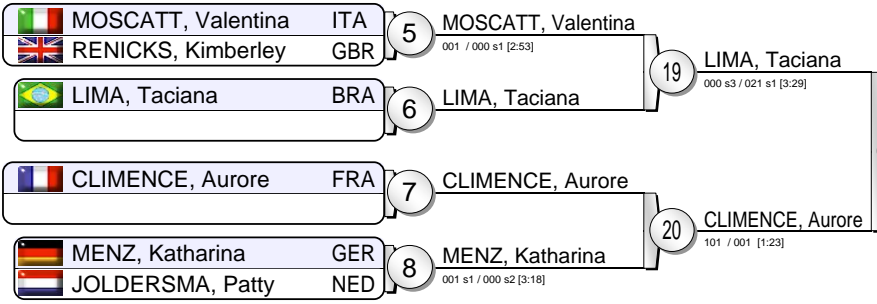 MOSCATT, Valentina ITA
RENICKS, Kimberley GBR
5
MOSCATT, Valentina
001 / 000 s1 [2:53]
LIMA, Taciana BRA
6
LIMA, Taciana
19
LIMA, Taciana
000 s3 / 021 s1 [3:29]
CLIMENCE, Aurore FRA
7
CLIMENCE, Aurore
MENZ, Katharina GER
JOLDERSMA, Patty NED
8
MENZ, Katharina
001 s1 / 000 s2 [3:18]
20
CLIMENCE, Aurore
101 / 001 [1:23]